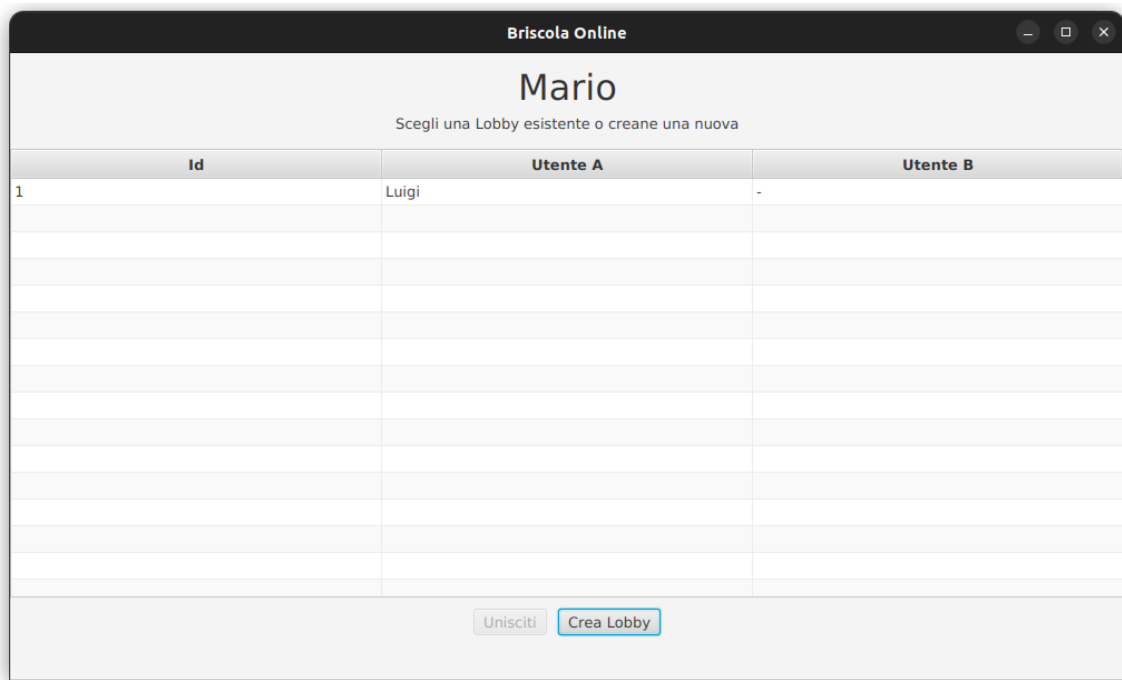 Briscola Online
Mario
Scegli una Lobby esistente o creane una nuova
Id Utente A Utente B
1 Luigi -
Unisciti Crea Lobby